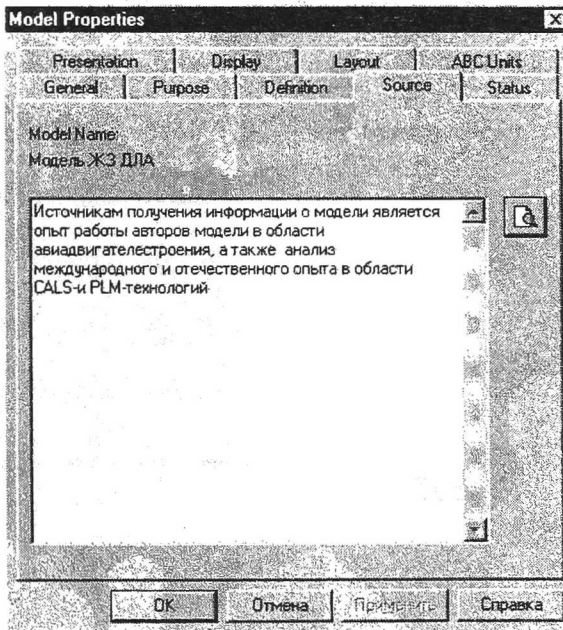 Model Properties
Presentation Display Layout ABC Units
General Purpose Definition Source Status
Model Name:
Модель ЖЗ ДЛА
Источникам получения информации о модели является
опыт работы авторов модели в области
авиадвигателестроения, а также анализ
международного и отечественного опыта в области
CALS-и PLM-технологий
OK Отмена Применить Справка